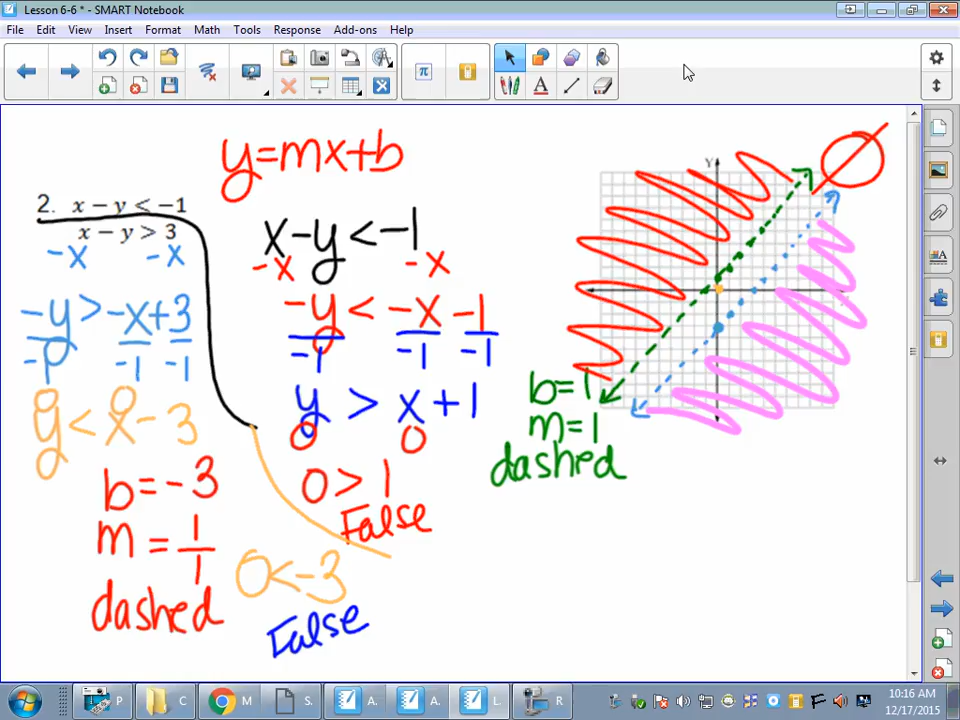 Lesson 6-6 * - SMART Notebook
File Edit View Insert Format Math Tools Response Add-ons Help
π
A
y=mx+b
2. x − y < −1
x − y > 3
-x -x
-y > -x+3
-1 -1 -1
y < x - 3
0 0
b = -3
m = 1/1
dashed
x-y < -1
-x -x
-y < -x -1
-1 -1 -1
y > x + 1
0 0
0 > 1
False
0 < -3
False
Y
∅
b = 1
m = 1
dashed
P C M S. A. A. L. R
10:16 AM
12/17/2015